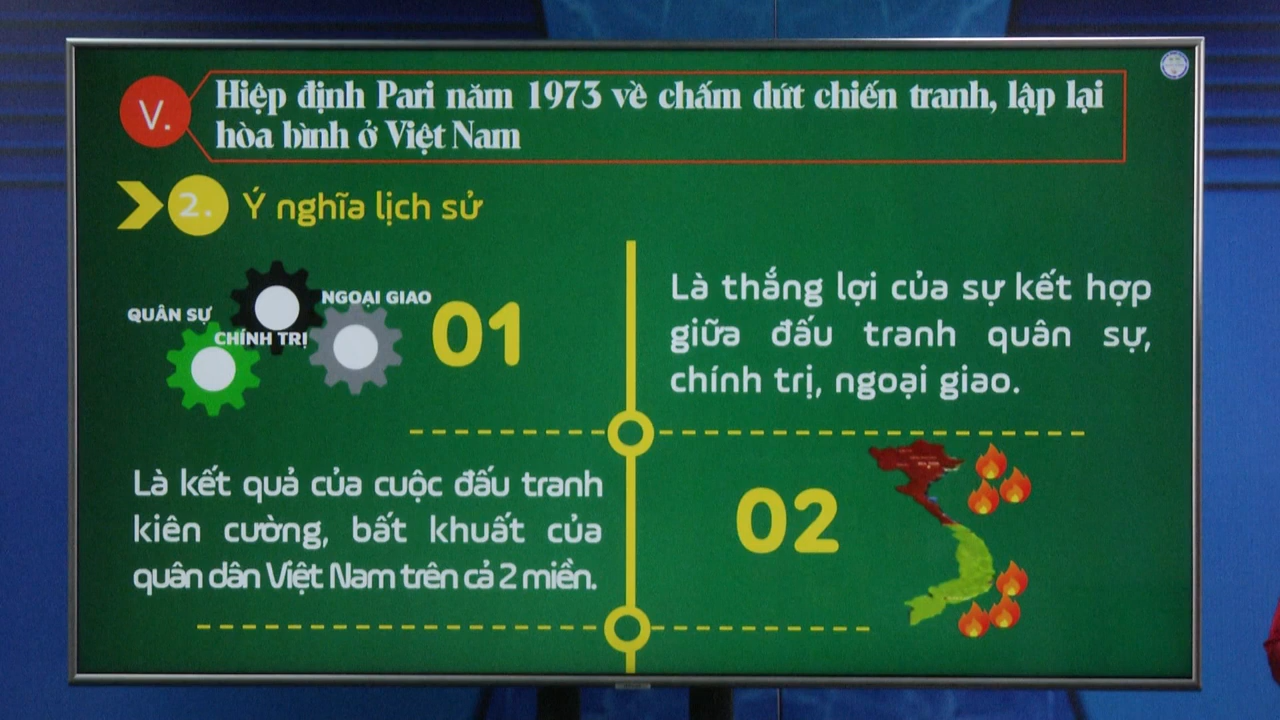 V.
Hiệp định Pari năm 1973 về chấm dứt chiến tranh, lập lại
hòa bình ở Việt Nam
2.
Ý nghĩa lịch sử
QUÂN SỰ
CHÍNH TRỊ
NGOẠI GIAO
01
Là thắng lợi của sự kết hợp
giữa đấu tranh quân sự,
chính trị, ngoại giao.
Là kết quả của cuộc đấu tranh
kiên cường, bất khuất của
quân dân Việt Nam trên cả 2 miền.
02